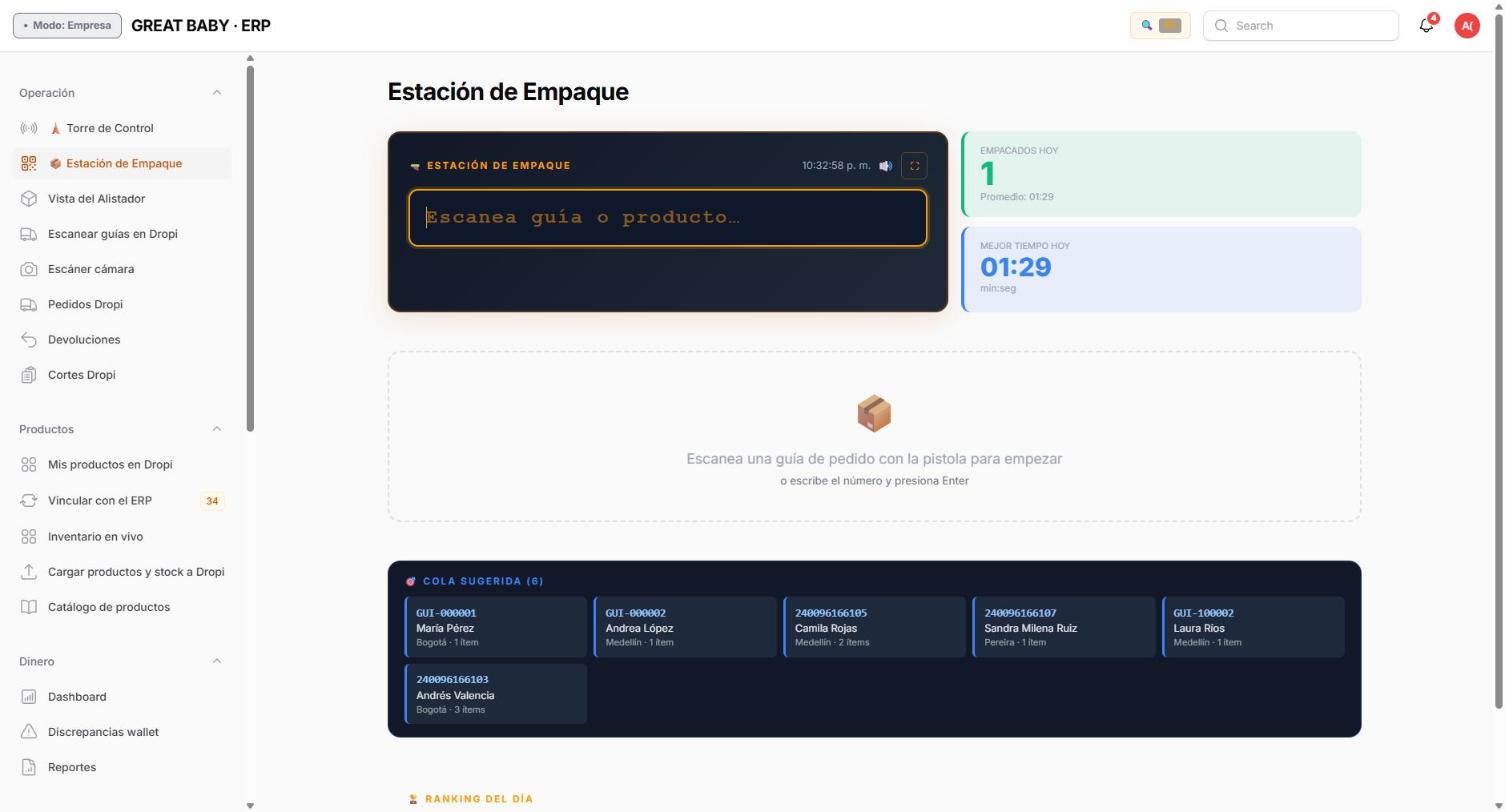 • Modo: Empresa
GREAT BABY · ERP
Search
4
A(
Operación
Torre de Control
Estación de Empaque
Vista del Alistador
Escanear guías en Dropi
Escáner cámara
Pedidos Dropi
Devoluciones
Cortes Dropi
Productos
Mis productos en Dropi
Vincular con el ERP
34
Inventario en vivo
Cargar productos y stock a Dropi
Catálogo de productos
Dinero
Dashboard
Discrepancias wallet
Reportes
Estación de Empaque
ESTACIÓN DE EMPAQUE
10:32:58 p. m.
Escanea guía o producto…
EMPACADOS HOY
1
Promedio: 01:29
MEJOR TIEMPO HOY
01:29
min:seg
Escanea una guía de pedido con la pistola para empezar
o escribe el número y presiona Enter
COLA SUGERIDA (6)
GUI-000001
María Pérez
Bogotá · 1 ítem
GUI-000002
Andrea López
Medellín · 1 ítem
240096166105
Camila Rojas
Medellín · 2 ítems
240096166107
Sandra Milena Ruiz
Pereira · 1 ítem
GUI-100002
Laura Ríos
Medellín · 1 ítem
240096166103
Andrés Valencia
Bogotá · 3 ítems
RANKING DEL DÍA